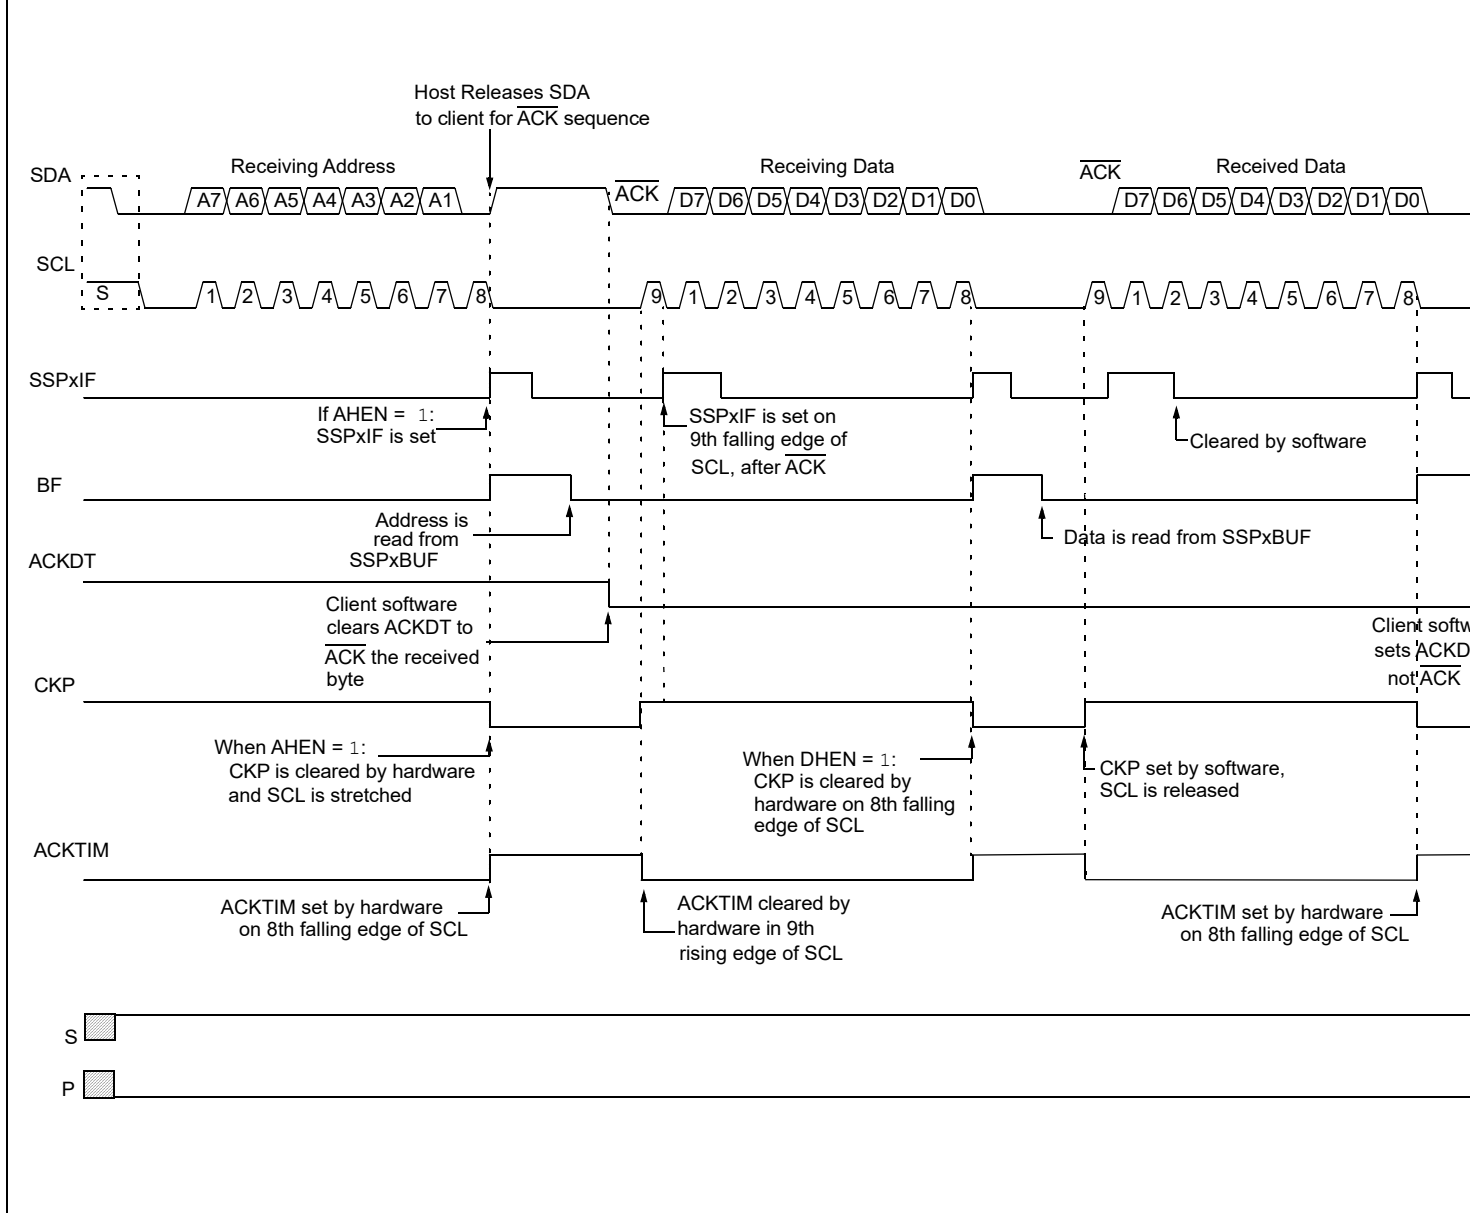 Host Releases SDA
to client for ACK sequence
SDA
Receiving Address
ACK
Receiving Data
ACK
Received Data
A7 A6 A5 A4 A3 A2 A1
D7 D6 D5 D4 D3 D2 D1 D0
D7 D6 D5 D4 D3 D2 D1 D0
SCL
S
1 2 3 4 5 6 7 8
9 1 2 3 4 5 6 7 8
9 1 2 3 4 5 6 7 8
SSPxIF
If AHEN = 1:
SSPxIF is set
SSPxIF is set on
9th falling edge of
SCL, after ACK
Cleared by software
BF
Address is
read from
SSPxBUF
Data is read from SSPxBUF
ACKDT
Client software
clears ACKDT to
ACK the received
byte
Client softw
sets ACKD
not ACK
CKP
When AHEN = 1:
CKP is cleared by hardware
and SCL is stretched
When DHEN = 1:
CKP is cleared by
hardware on 8th falling
edge of SCL
CKP set by software,
SCL is released
ACKTIM
ACKTIM set by hardware
on 8th falling edge of SCL
ACKTIM cleared by
hardware in 9th
rising edge of SCL
ACKTIM set by hardware
on 8th falling edge of SCL
S
P